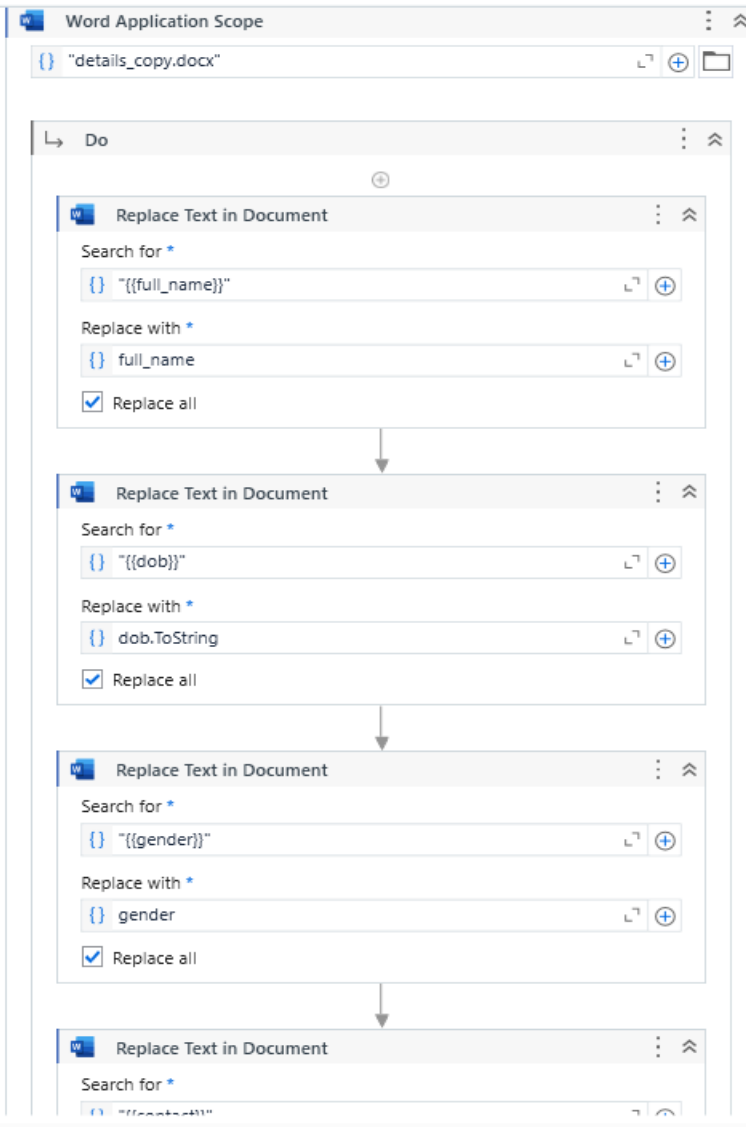 Word Application Scope
"details_copy.docx"
Do
Replace Text in Document
Search for *
"{{full_name}}"
Replace with *
full_name
Replace all
Replace Text in Document
Search for *
"{{dob}}"
Replace with *
dob.ToString
Replace all
Replace Text in Document
Search for *
"{{gender}}"
Replace with *
gender
Replace all
Replace Text in Document
Search for *
"{{contact}}"